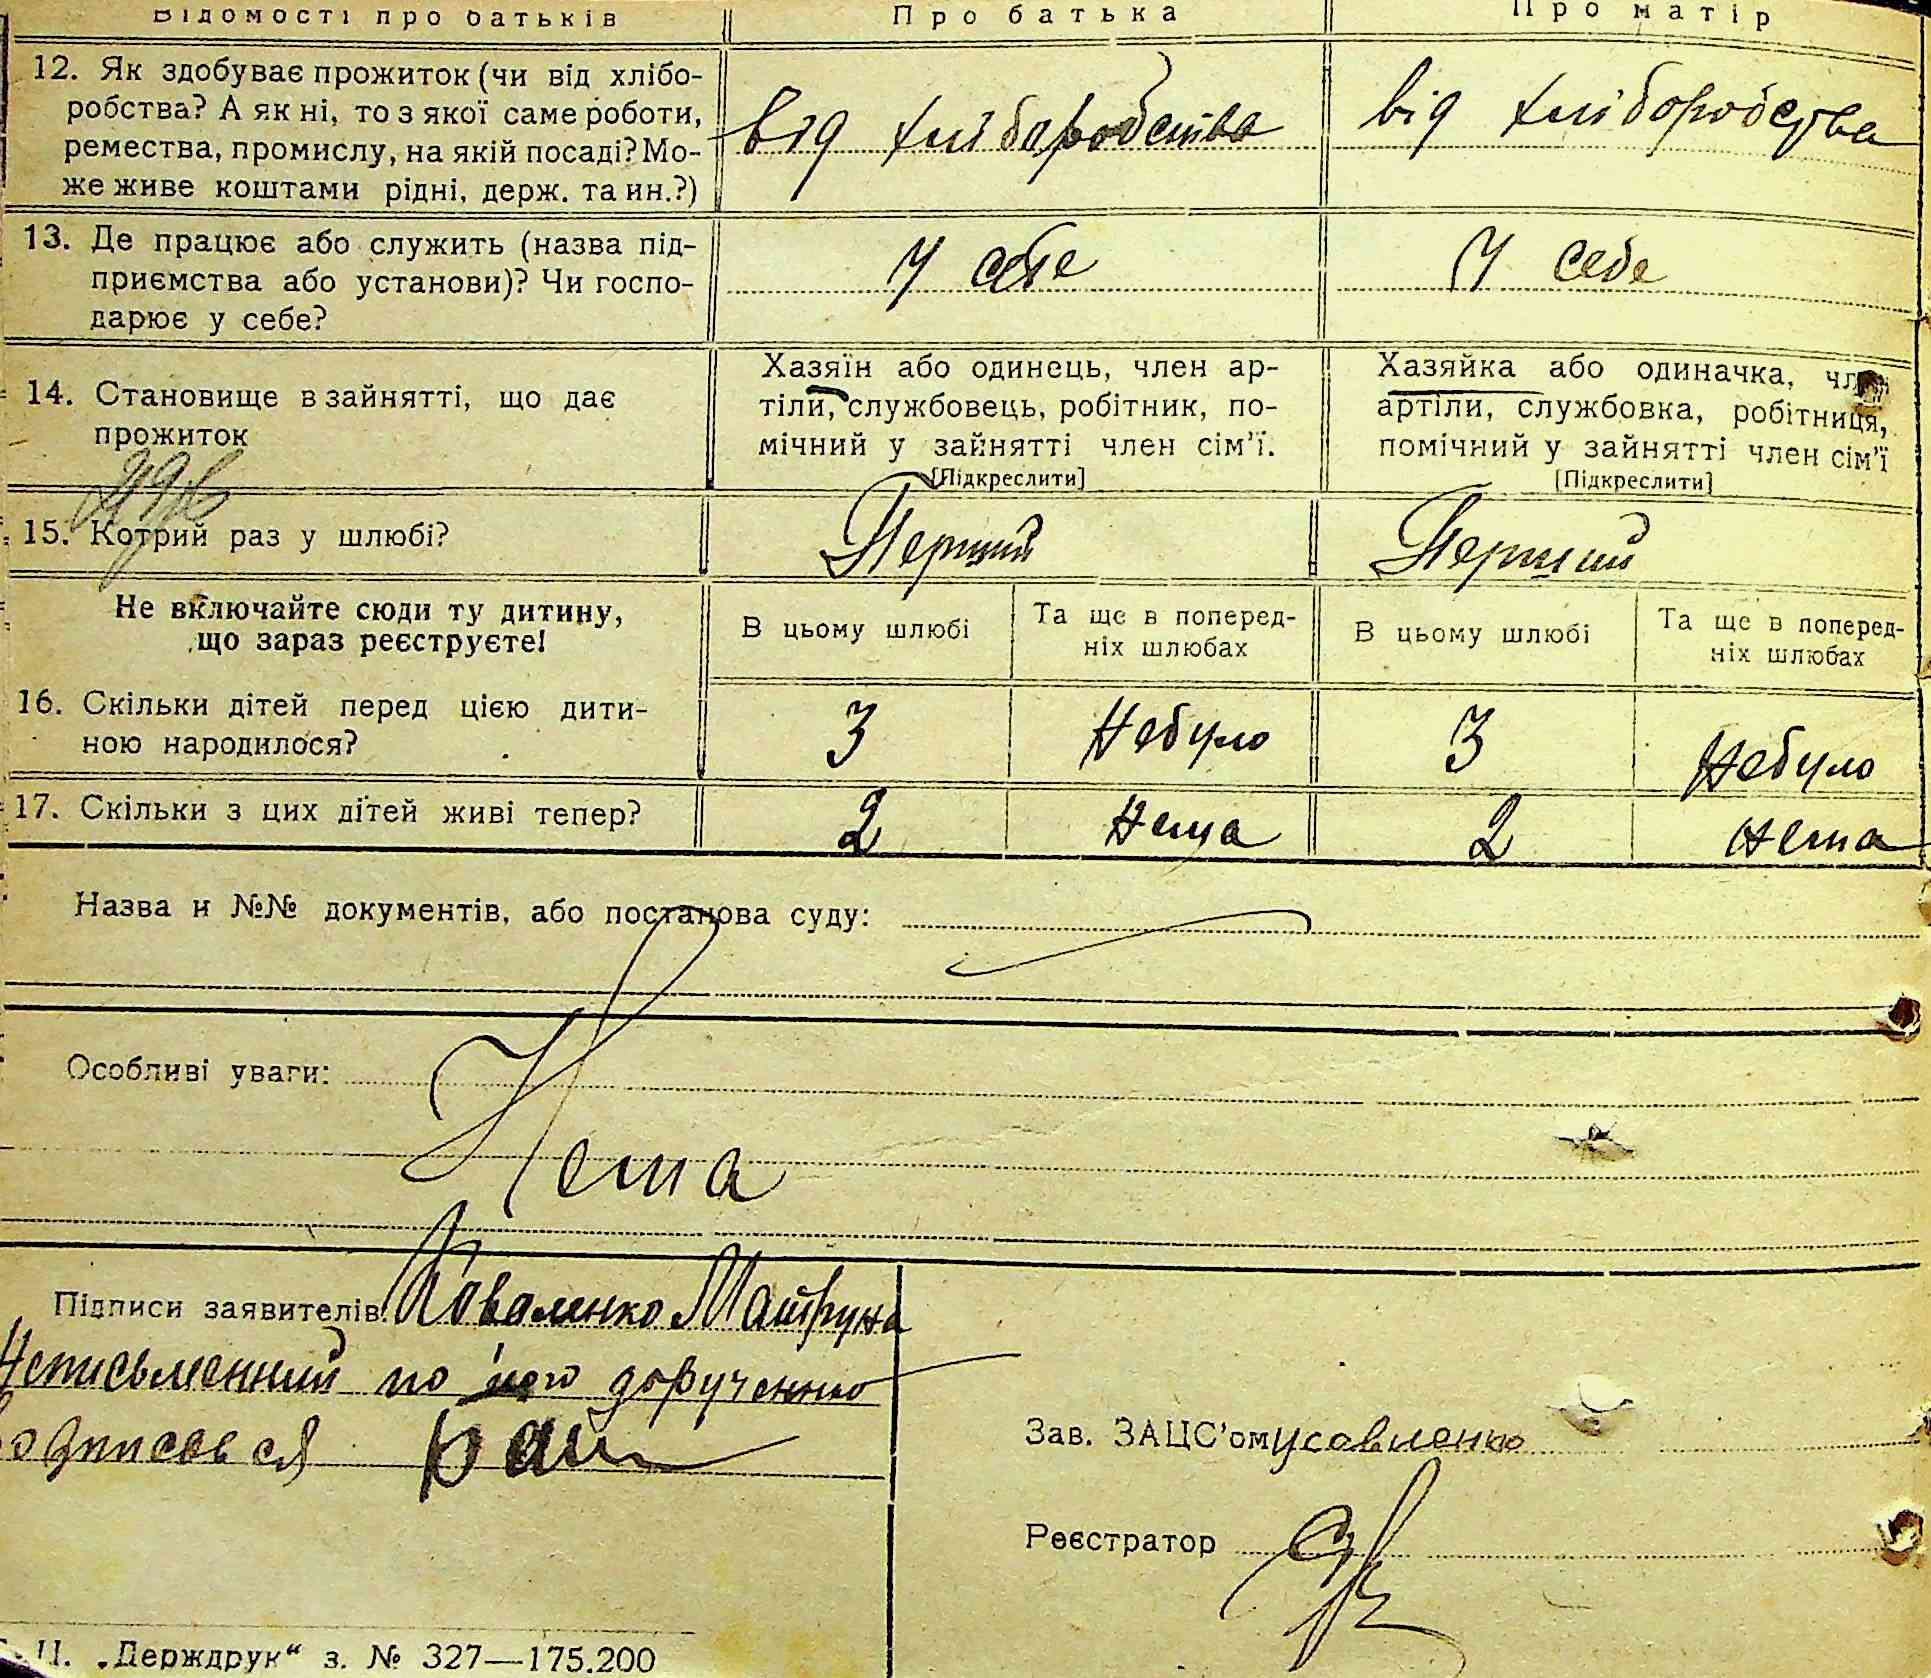 Відомості про батьків Про батька Про матір
12. Як здобуває прожиток (чи від хлібо-
робства? А як ні, то з якої саме роботи,
ремества, промислу, на якій посаді? Мо-
же живе коштами рідні, держ. та ин.?)
від хліборобства
від хліборобства
13. Де працює або служить (назва під-
приємства або установи)? Чи госпо-
дарює у себе?
У себе
У себе
14. Становище в зайнятті, що дає
прожиток
Хазяїн або одинець, член ар-
тіли, службовець, робітник, по-
мічний у зайнятті член сім'ї.
[Підкреслити]
Хазяйка або одиначка, член
артіли, службовка, робітниця,
помічний у зайнятті член сім'ї
[Підкреслити]
15. Котрий раз у шлюбі?
Перший
Перший
Не включайте сюди ту дитину,
що зараз реєструєте!
В цьому шлюбі
Та ще в поперед-
ніх шлюбах
В цьому шлюбі
Та ще в поперед-
ніх шлюбах
16. Скільки дітей перед цією дити-
ною народилося?
3 Небуло 3 Небуло
17. Скільки з цих дітей живі тепер? 2 Нема 2 Нема
Назва и №№ документів, або постанова суду:
Особливі уваги:
Нема
Підписи заявителів: Коваленко Матруна
Неписьменний по його дорученню
розписався
Зав. ЗАЦС'ом
Реєстратор
П. „Держдрук“ з. № 327—175.200